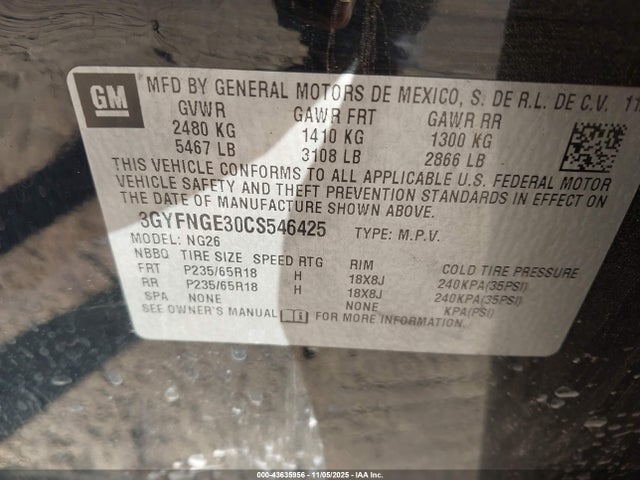 GM
MFD BY GENERAL MOTORS DE MEXICO, S. DE R.L. DE C.V. 11
GVWR GAWR FRT GAWR RR
2480 KG 1410 KG 1300 KG
5467 LB 3108 LB 2866 LB
THIS VEHICLE CONFORMS TO ALL APPLICABLE U.S. FEDERAL MOTOR
VEHICLE SAFETY AND THEFT PREVENTION STANDARDS IN EFFECT ON
THE DATE OF MANUFACTURE SHOWN ABOVE.
3GYFNGE30CS546425 TYPE: M.P.V.
MODEL: NG26
NBBQ TIRE SIZE SPEED RTG RIM COLD TIRE PRESSURE
FRT P235/65R18 H 18X8J 240KPA(35PSI)
RR P235/65R18 H 18X8J 240KPA(35PSI)
SPA NONE NONE KPA(PSI)
SEE OWNER'S MANUAL FOR MORE INFORMATION.
000-43635956 - 11/05/2025 - IAA Inc.